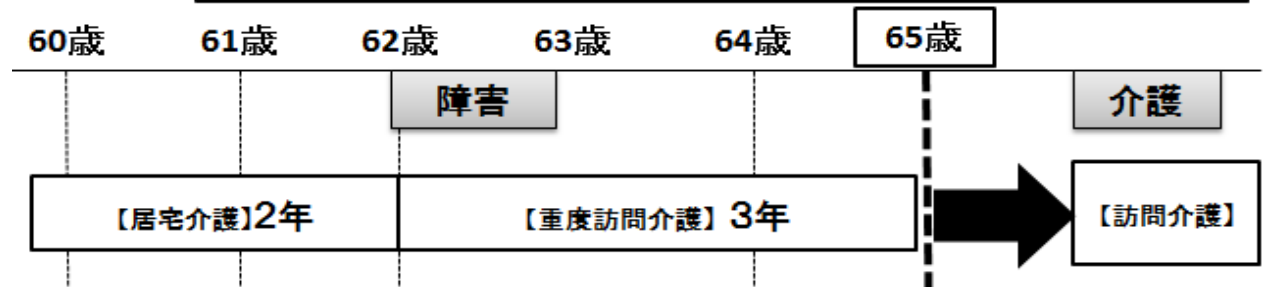 60歳 61歳 62歳 63歳 64歳 65歳
障害 介護
【居宅介護】2年 【重度訪問介護】3年 【訪問介護】